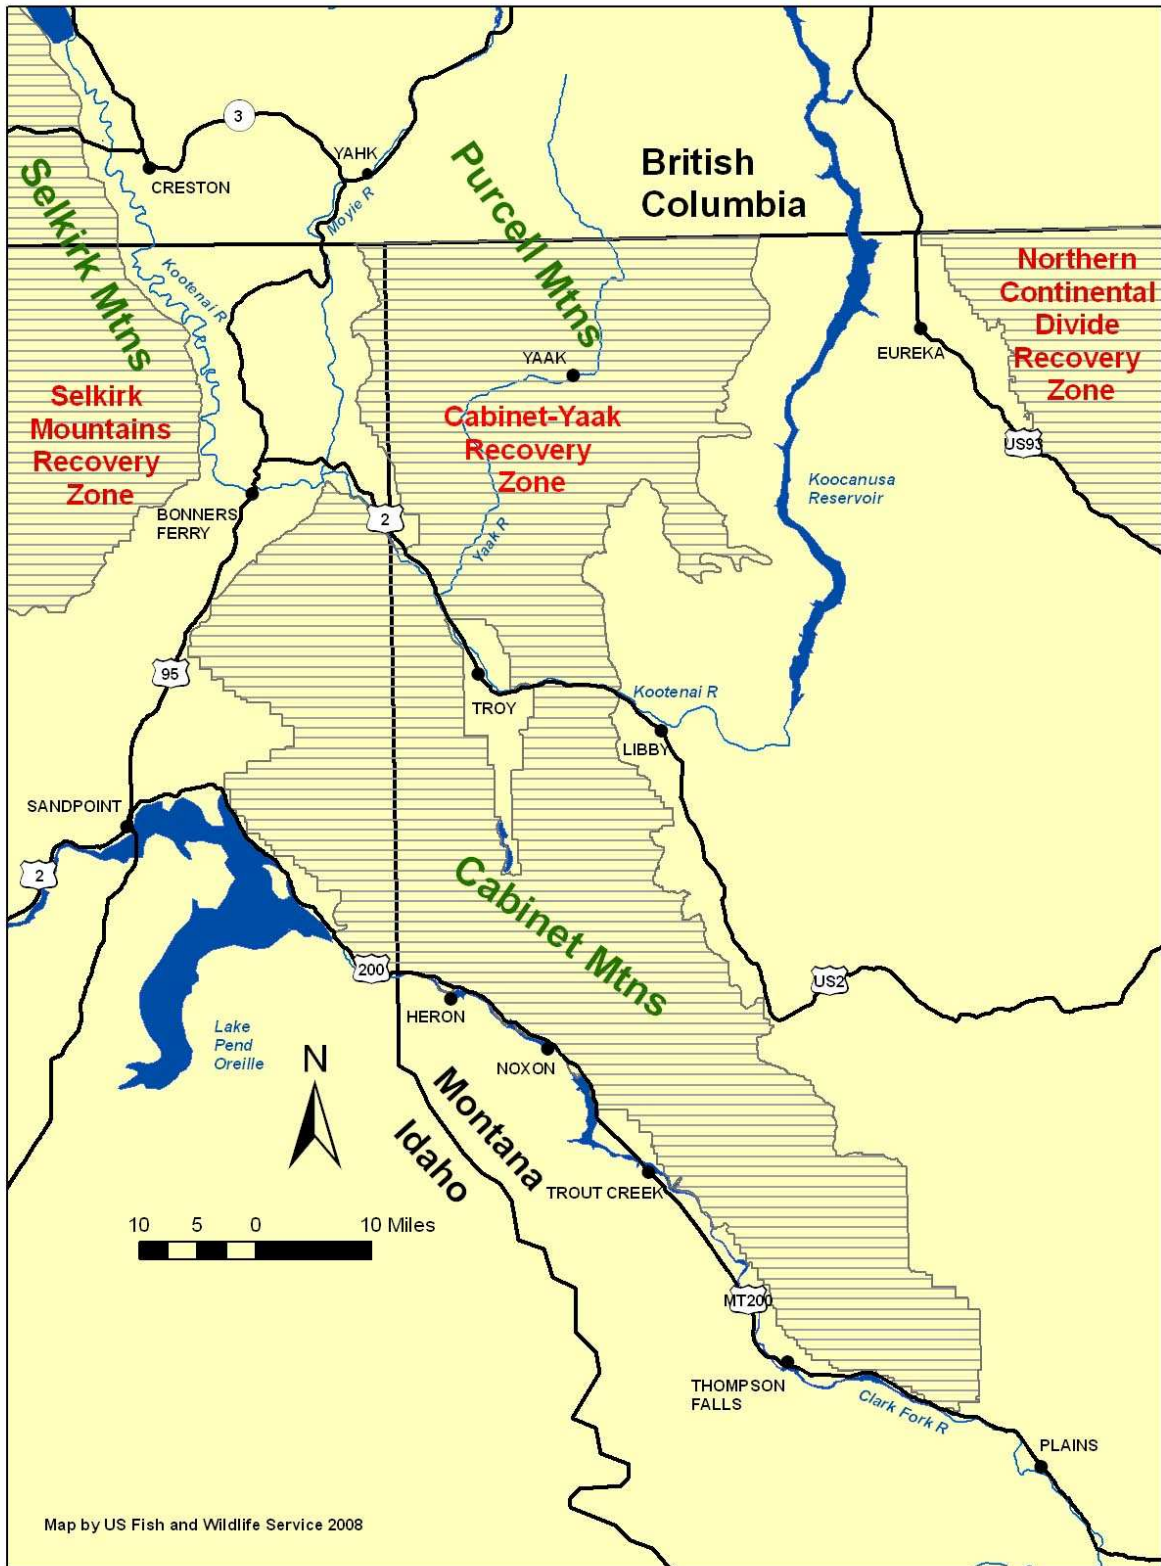 3
YAHK
CRESTON
Moyie R
British
Columbia
Purcell Mtns
Selkirk Mtns
Kootenai R
Northern
Continental
Divide
Recovery
Zone
EUREKA
YAAK
Selkirk
Mountains
Recovery
Zone
Cabinet-Yaak
Recovery
Zone
US93
Koocanusa
Reservoir
BONNERS
FERRY
2
Yaak R
95
Kootenai R
TROY
LIBBY
SANDPOINT
2
Cabinet Mtns
200
US2
HERON
Lake
Pend
Oreille
NOXON
N
Montana
Idaho
TROUT CREEK
10 5 0 10 Miles
MT200
THOMPSON
FALLS
Clark Fork R
PLAINS
Map by US Fish and Wildlife Service 2008